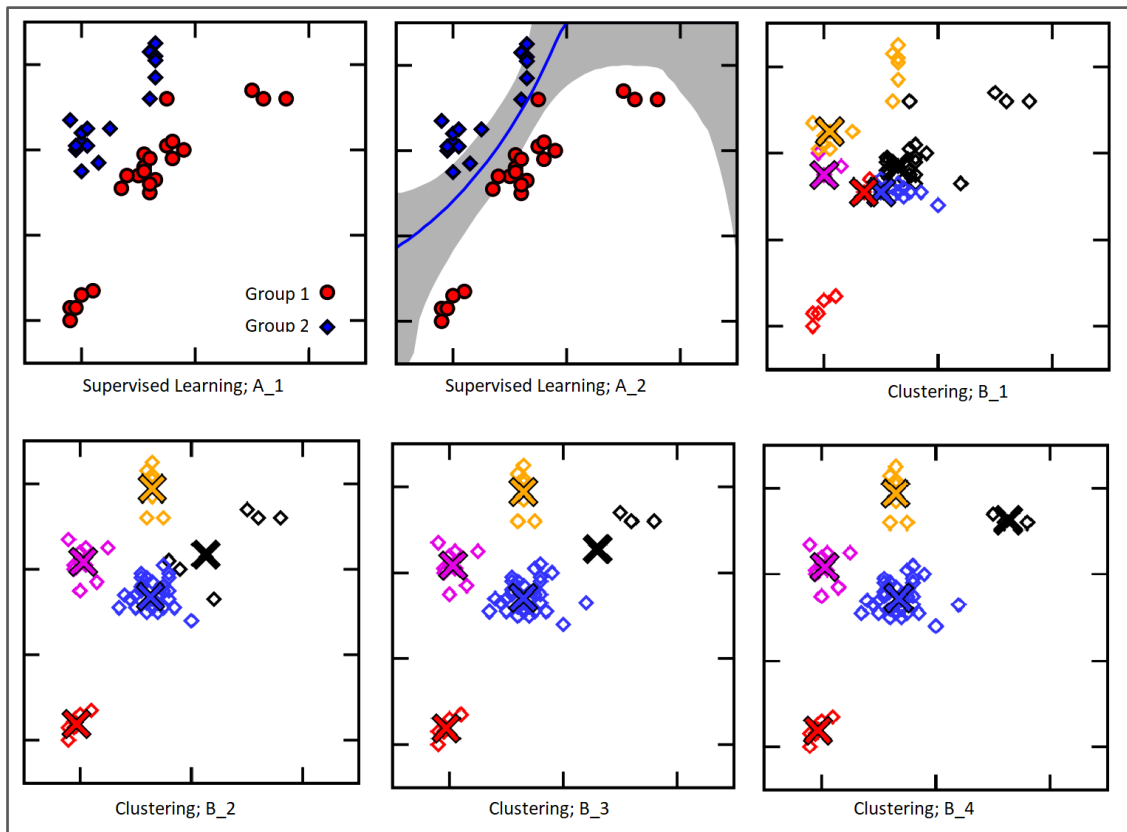 Group 1
Group 2
Supervised Learning; A_1
Supervised Learning; A_2
Clustering; B_1
Clustering; B_2
Clustering; B_3
Clustering; B_4